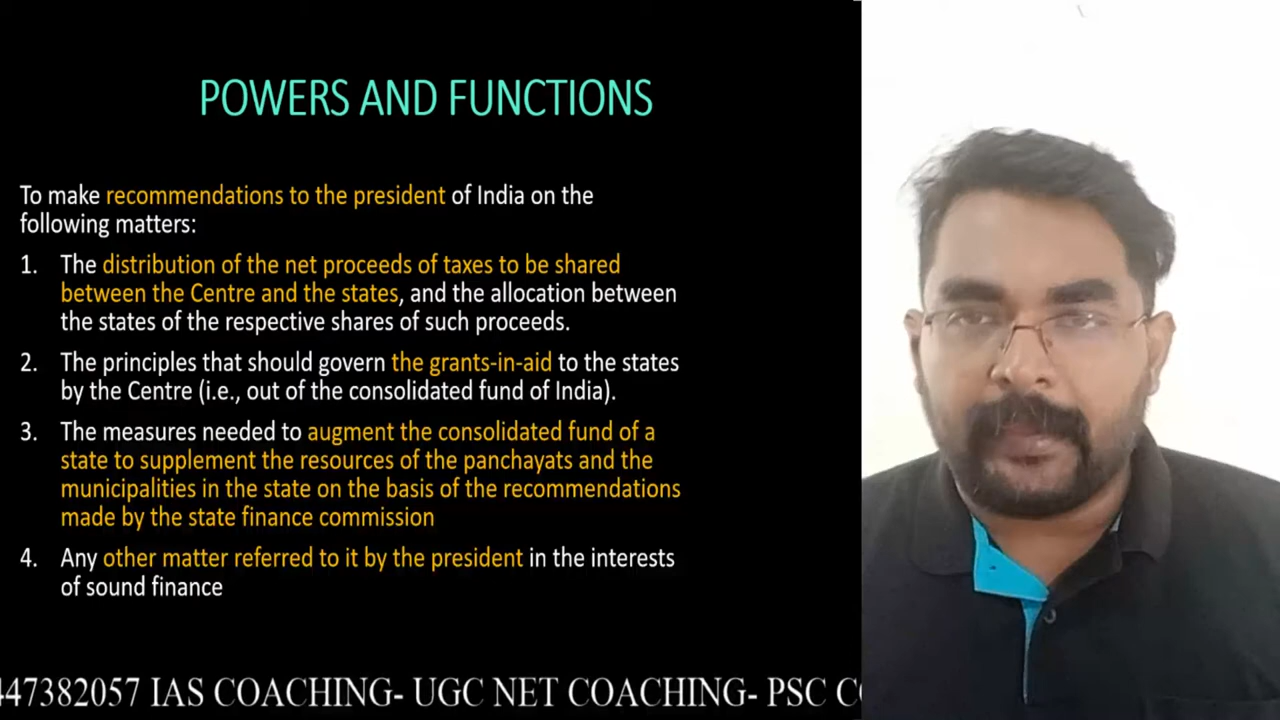 POWERS AND FUNCTIONS
To make recommendations to the president of India on the
following matters:
1. The distribution of the net proceeds of taxes to be shared
between the Centre and the states, and the allocation between
the states of the respective shares of such proceeds.
2. The principles that should govern the grants-in-aid to the states
by the Centre (i.e., out of the consolidated fund of India).
3. The measures needed to augment the consolidated fund of a
state to supplement the resources of the panchayats and the
municipalities in the state on the basis of the recommendations
made by the state finance commission
4. Any other matter referred to it by the president in the interests
of sound finance
447382057 IAS COACHING- UGC NET COACHING- PSC